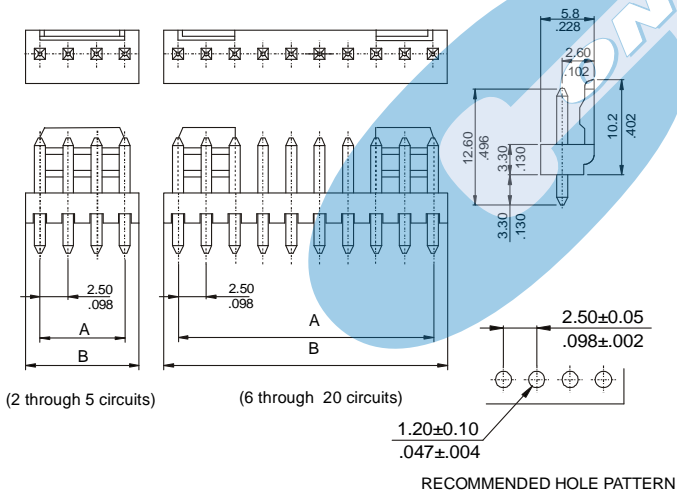 5.8
.228
2.60
.102
12.60
.496
3.30
.130
10.2
.402
3.30
.130
2.50
.098
A
B
2.50
.098
A
B
(2 through 5 circuits)
(6 through 20 circuits)
2.50±0.05
.098±.002
1.20±0.10
.047±.004
RECOMMENDED HOLE PATTERN